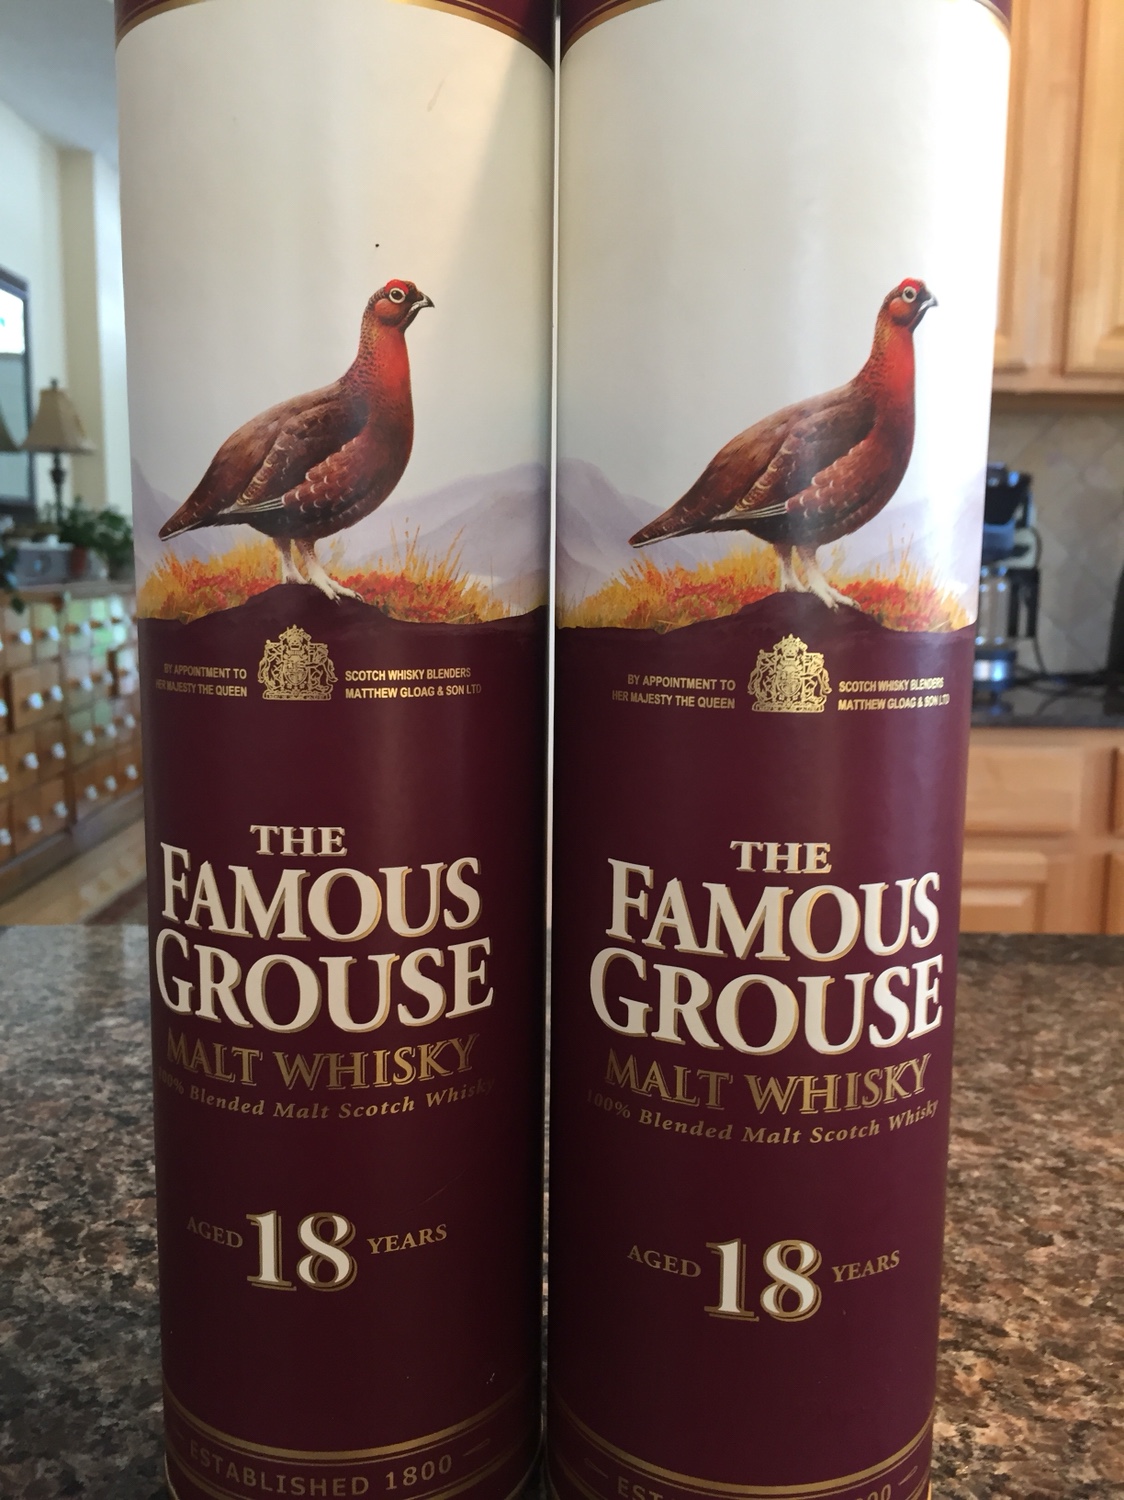 BY APPOINTMENT TO
HER MAJESTY THE QUEEN
SCOTCH WHISKY BLENDERS
MATTHEW GLOAG & SON LTD
THE
FAMOUS
GROUSE
MALT WHISKY
100% Blended Malt Scotch Whisky
AGED 18 YEARS
ESTABLISHED 1800
BY APPOINTMENT TO
HER MAJESTY THE QUEEN
SCOTCH WHISKY BLENDERS
MATTHEW GLOAG & SON LTD
THE
FAMOUS
GROUSE
MALT WHISKY
100% Blended Malt Scotch Whisky
AGED 18 YEARS